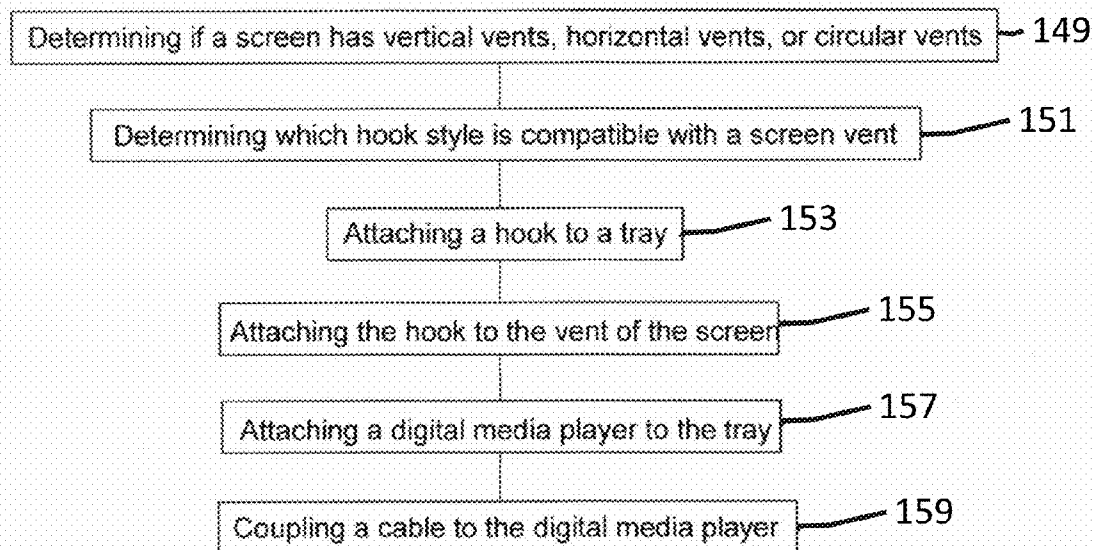 Determining if a screen has vertical vents, horizontal vents, or circular vents 149
Determining which hook style is compatible with a screen vent 151
Attaching a hook to a tray 153
Attaching the hook to the vent of the screen 155
Attaching a digital media player to the tray 157
Coupling a cable to the digital media player 159